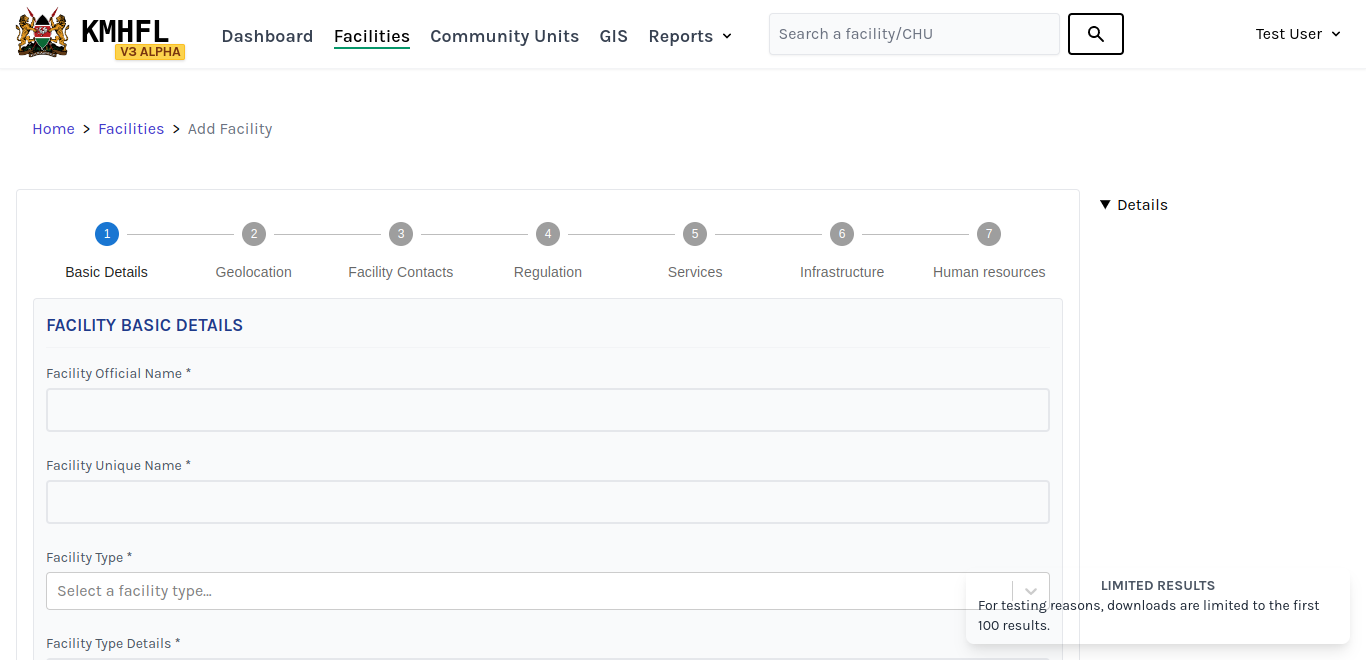 KMHFL
V3 ALPHA
Dashboard Facilities Community Units GIS Reports
Search a facility/CHU
Test User
Home > Facilities > Add Facility
1 2 3 4 5 6 7
Basic Details Geolocation Facility Contacts Regulation Services Infrastructure Human resources
Details
FACILITY BASIC DETAILS
Facility Official Name *
Facility Unique Name *
Facility Type *
Select a facility type...
Facility Type Details *
LIMITED RESULTS
For testing reasons, downloads are limited to the first
100 results.